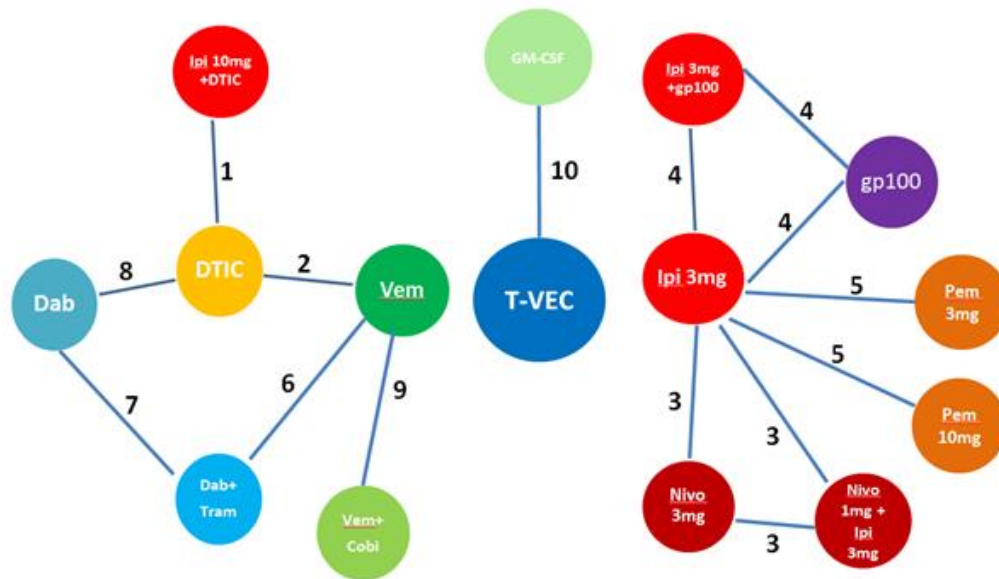 Ipi 10mg
+DTIC
1
DTIC
8
2
Dab
Vem
7
6
9
Dab+
Tram
Vem+
Cobi
GM-CSF
10
T-VEC
Ipi 3mg
+gp100
4
4
gp100
4
Ipi 3mg
5
Pem
3mg
5
Pem
10mg
3
3
Nivo
3mg
3
Nivo
1mg +
Ipi
3mg